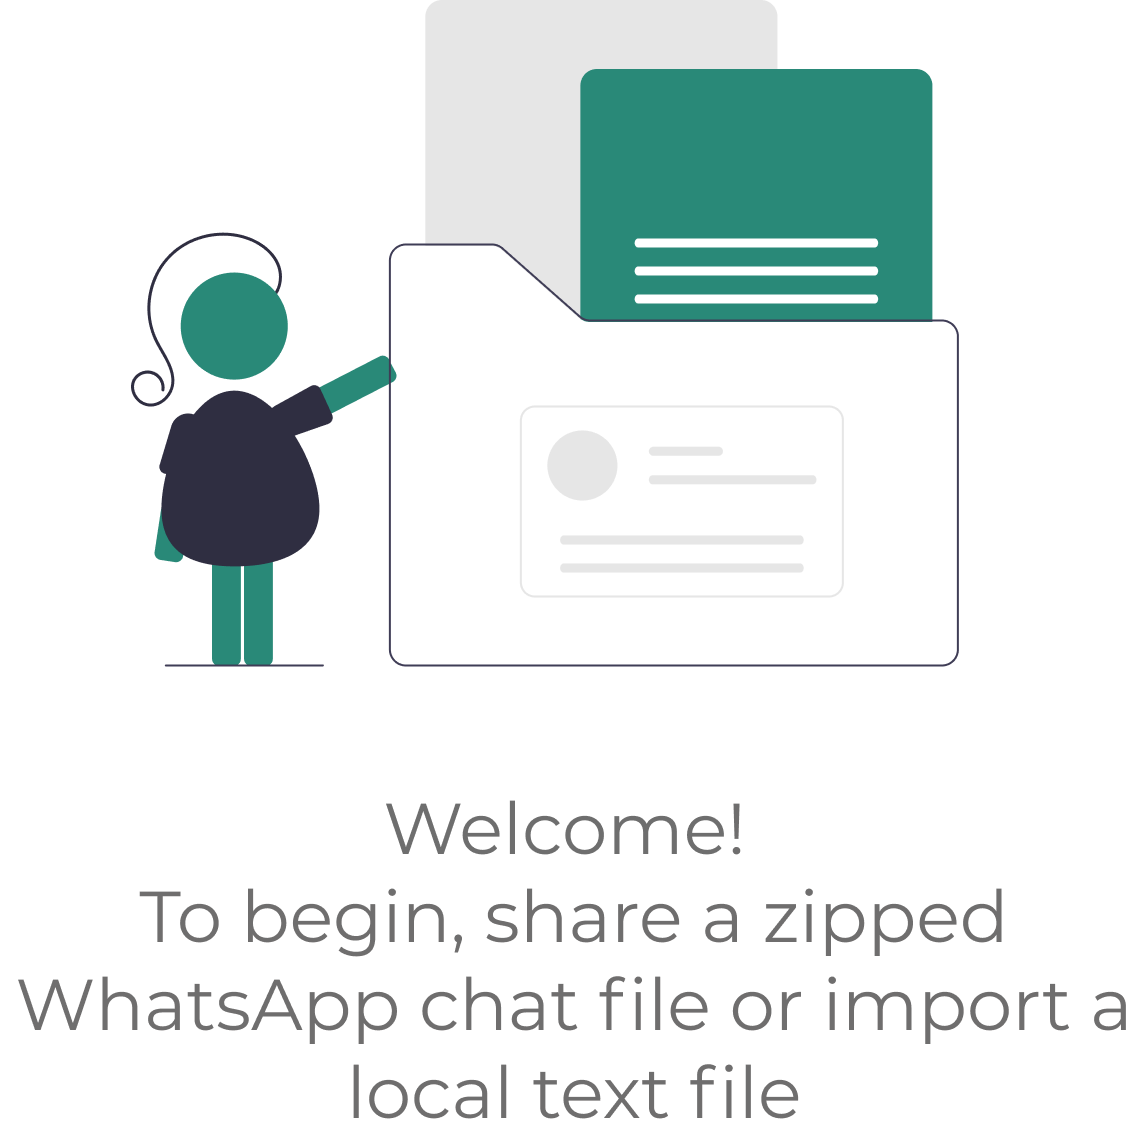 Welcome!
To begin, share a zipped
WhatsApp chat file or import a
local text file